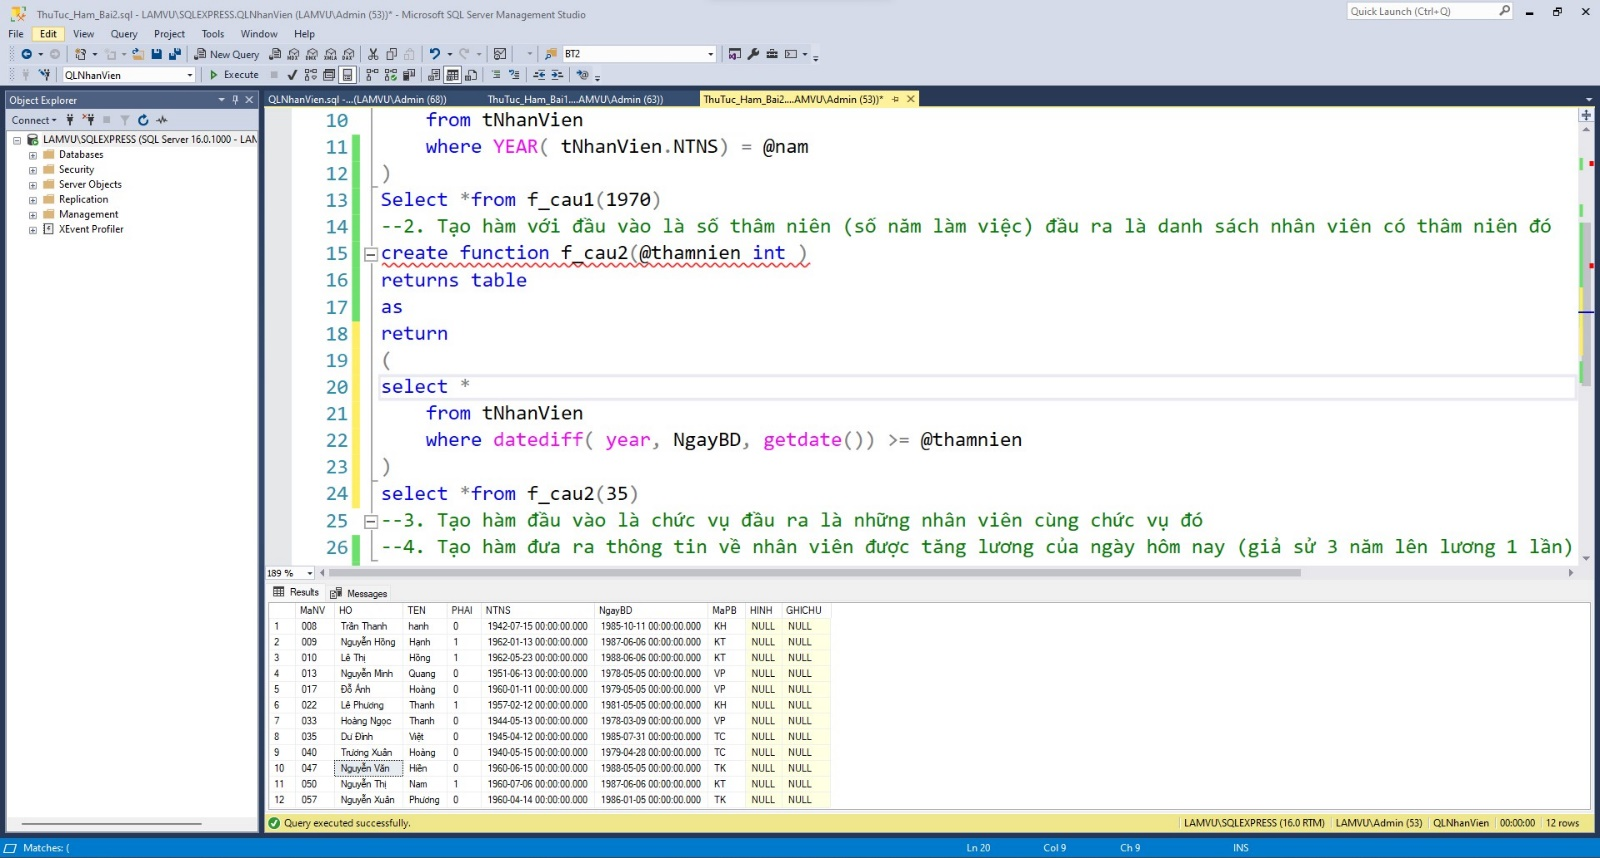 ThuTuc_Ham_Bai2.sql - LAMVU\SQLEXPRESS.QLNhanVien (LAMVU\Admin (53))* - Microsoft SQL Server Management Studio
Quick Launch (Ctrl+Q)
File Edit View Query Project Tools Window Help
New Query
BT2
QLNhanVien
Execute
Object Explorer
Connect
LAMVU\SQLEXPRESS (SQL Server 16.0.1000 - LAM
Databases
Security
Server Objects
Replication
Management
XEvent Profiler
QLNhanVien.sql -...(LAMVU\Admin (68)) ThuTuc_Ham_Bai1....AMVU\Admin (63)) ThuTuc_Ham_Bai2....AMVU\Admin (53))*
10 from tNhanVien
11 where YEAR( tNhanVien.NTNS) = @nam
12 )
13 Select *from f_cau1(1970)
14 --2. Tạo hàm với đầu vào là số thâm niên (số năm làm việc) đầu ra là danh sách nhân viên có thâm niên đó
15 create function f_cau2(@thamnien int )
16 returns table
17 as
18 return
19 (
20 select *
21 from tNhanVien
22 where datediff( year, NgayBD, getdate()) >= @thamnien
23 )
24 select *from f_cau2(35)
25 --3. Tạo hàm đầu vào là chức vụ đầu ra là những nhân viên cùng chức vụ đó
26 --4. Tạo hàm đưa ra thông tin về nhân viên được tăng lương của ngày hôm nay (giả sử 3 năm lên lương 1 lần)
189 %
Results Messages
MaNV HO TEN PHAI NTNS NgayBD MaPB HINH GHICHU
1 008 Trần Thanh hanh 0 1942-07-15 00:00:00.000 1985-10-11 00:00:00.000 KH NULL NULL
2 009 Nguyễn Hồng Hạnh 1 1962-01-13 00:00:00.000 1987-06-06 00:00:00.000 KT NULL NULL
3 010 Lê Thị Hồng 1 1962-05-23 00:00:00.000 1988-06-06 00:00:00.000 KT NULL NULL
4 013 Nguyễn Minh Quang 0 1951-06-13 00:00:00.000 1978-05-05 00:00:00.000 VP NULL NULL
5 017 Đỗ Ánh Hoàng 0 1960-01-11 00:00:00.000 1979-05-05 00:00:00.000 VP NULL NULL
6 022 Lê Phương Thanh 1 1957-02-12 00:00:00.000 1981-05-05 00:00:00.000 KH NULL NULL
7 033 Hoàng Ngọc Thanh 0 1944-05-13 00:00:00.000 1978-03-09 00:00:00.000 VP NULL NULL
8 035 Dư Đình Việt 0 1945-04-12 00:00:00.000 1985-07-31 00:00:00.000 TC NULL NULL
9 040 Trương Xuân Hoàng 0 1940-05-15 00:00:00.000 1979-04-28 00:00:00.000 TC NULL NULL
10 047 Nguyễn Văn Hiền 0 1960-06-15 00:00:00.000 1988-05-05 00:00:00.000 TK NULL NULL
11 050 Nguyễn Thị Nam 1 1960-07-06 00:00:00.000 1987-06-06 00:00:00.000 KT NULL NULL
12 057 Nguyễn Xuân Phương 0 1960-04-14 00:00:00.000 1986-01-05 00:00:00.000 TK NULL NULL
Query executed successfully. LAMVU\SQLEXPRESS (16.0 RTM) LAMVU\Admin (53) QLNhanVien 00:00:00 12 rows
Matches: ( Ln 20 Col 9 Ch 9 INS